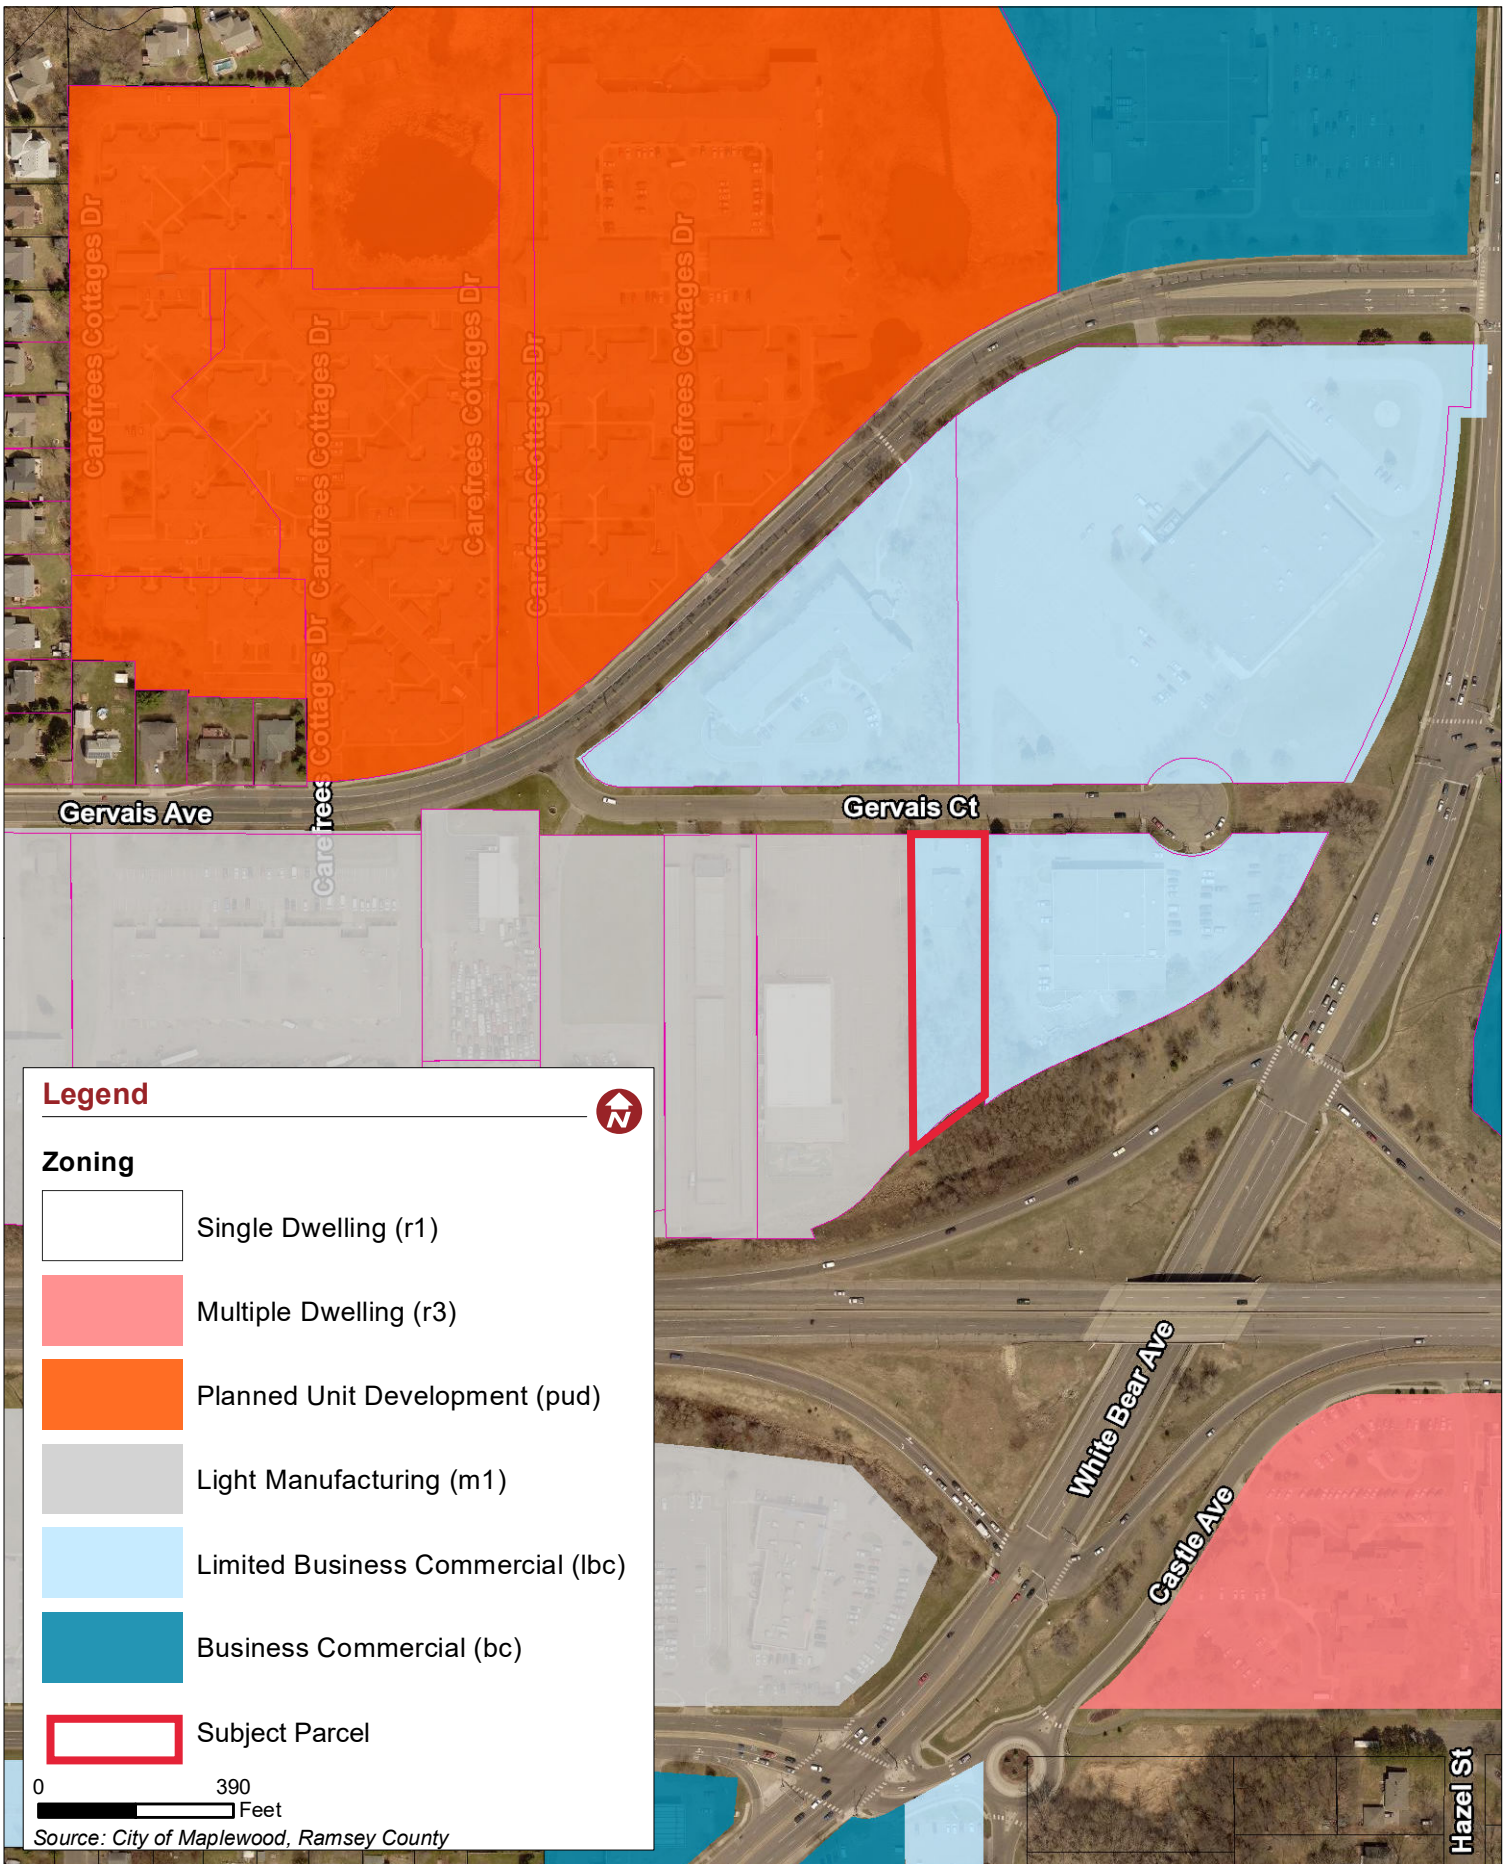 Carefrees Cottages Dr
Carefrees Cottages Dr
Carefrees Cottages Dr
Carefrees Cottages Dr
Carefrees Cottages Dr
Carefrees Cottages Dr
Gervais Ave
Gervais Ct
White Bear Ave
Castle Ave
Hazel St
Legend
N
Zoning
Single Dwelling (r1)
Multiple Dwelling (r3)
Planned Unit Development (pud)
Light Manufacturing (m1)
Limited Business Commercial (lbc)
Business Commercial (bc)
Subject Parcel
0 390
Feet
Source: City of Maplewood, Ramsey County